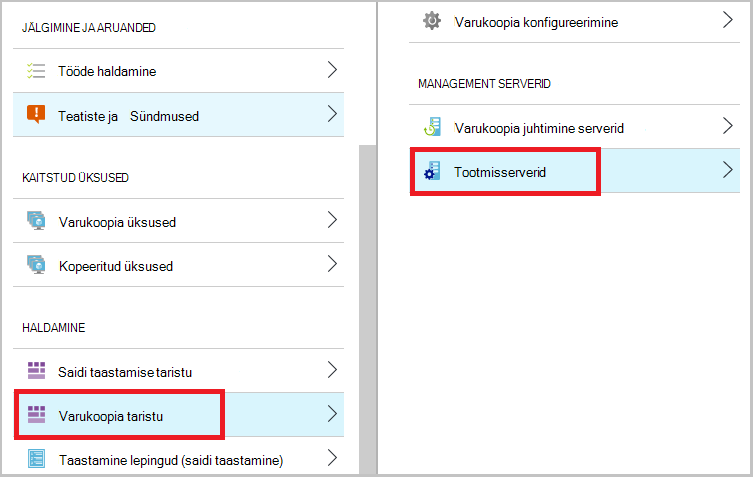 JÄLGIMINE JA ARUANDED
Tööde haldamine
Teatiste ja Sündmused
KAITSTUD ÜKSUSED
Varukoopia üksused
Kopeeritud üksused
HALDAMINE
Saidi taastamise taristu
Varukoopia taristu
Taastamine lepingud (saidi taastamine)
Varukoopia konfigureerimine
MANAGEMENT SERVERID
Varukoopia juhtimine serverid
Tootmisserverid